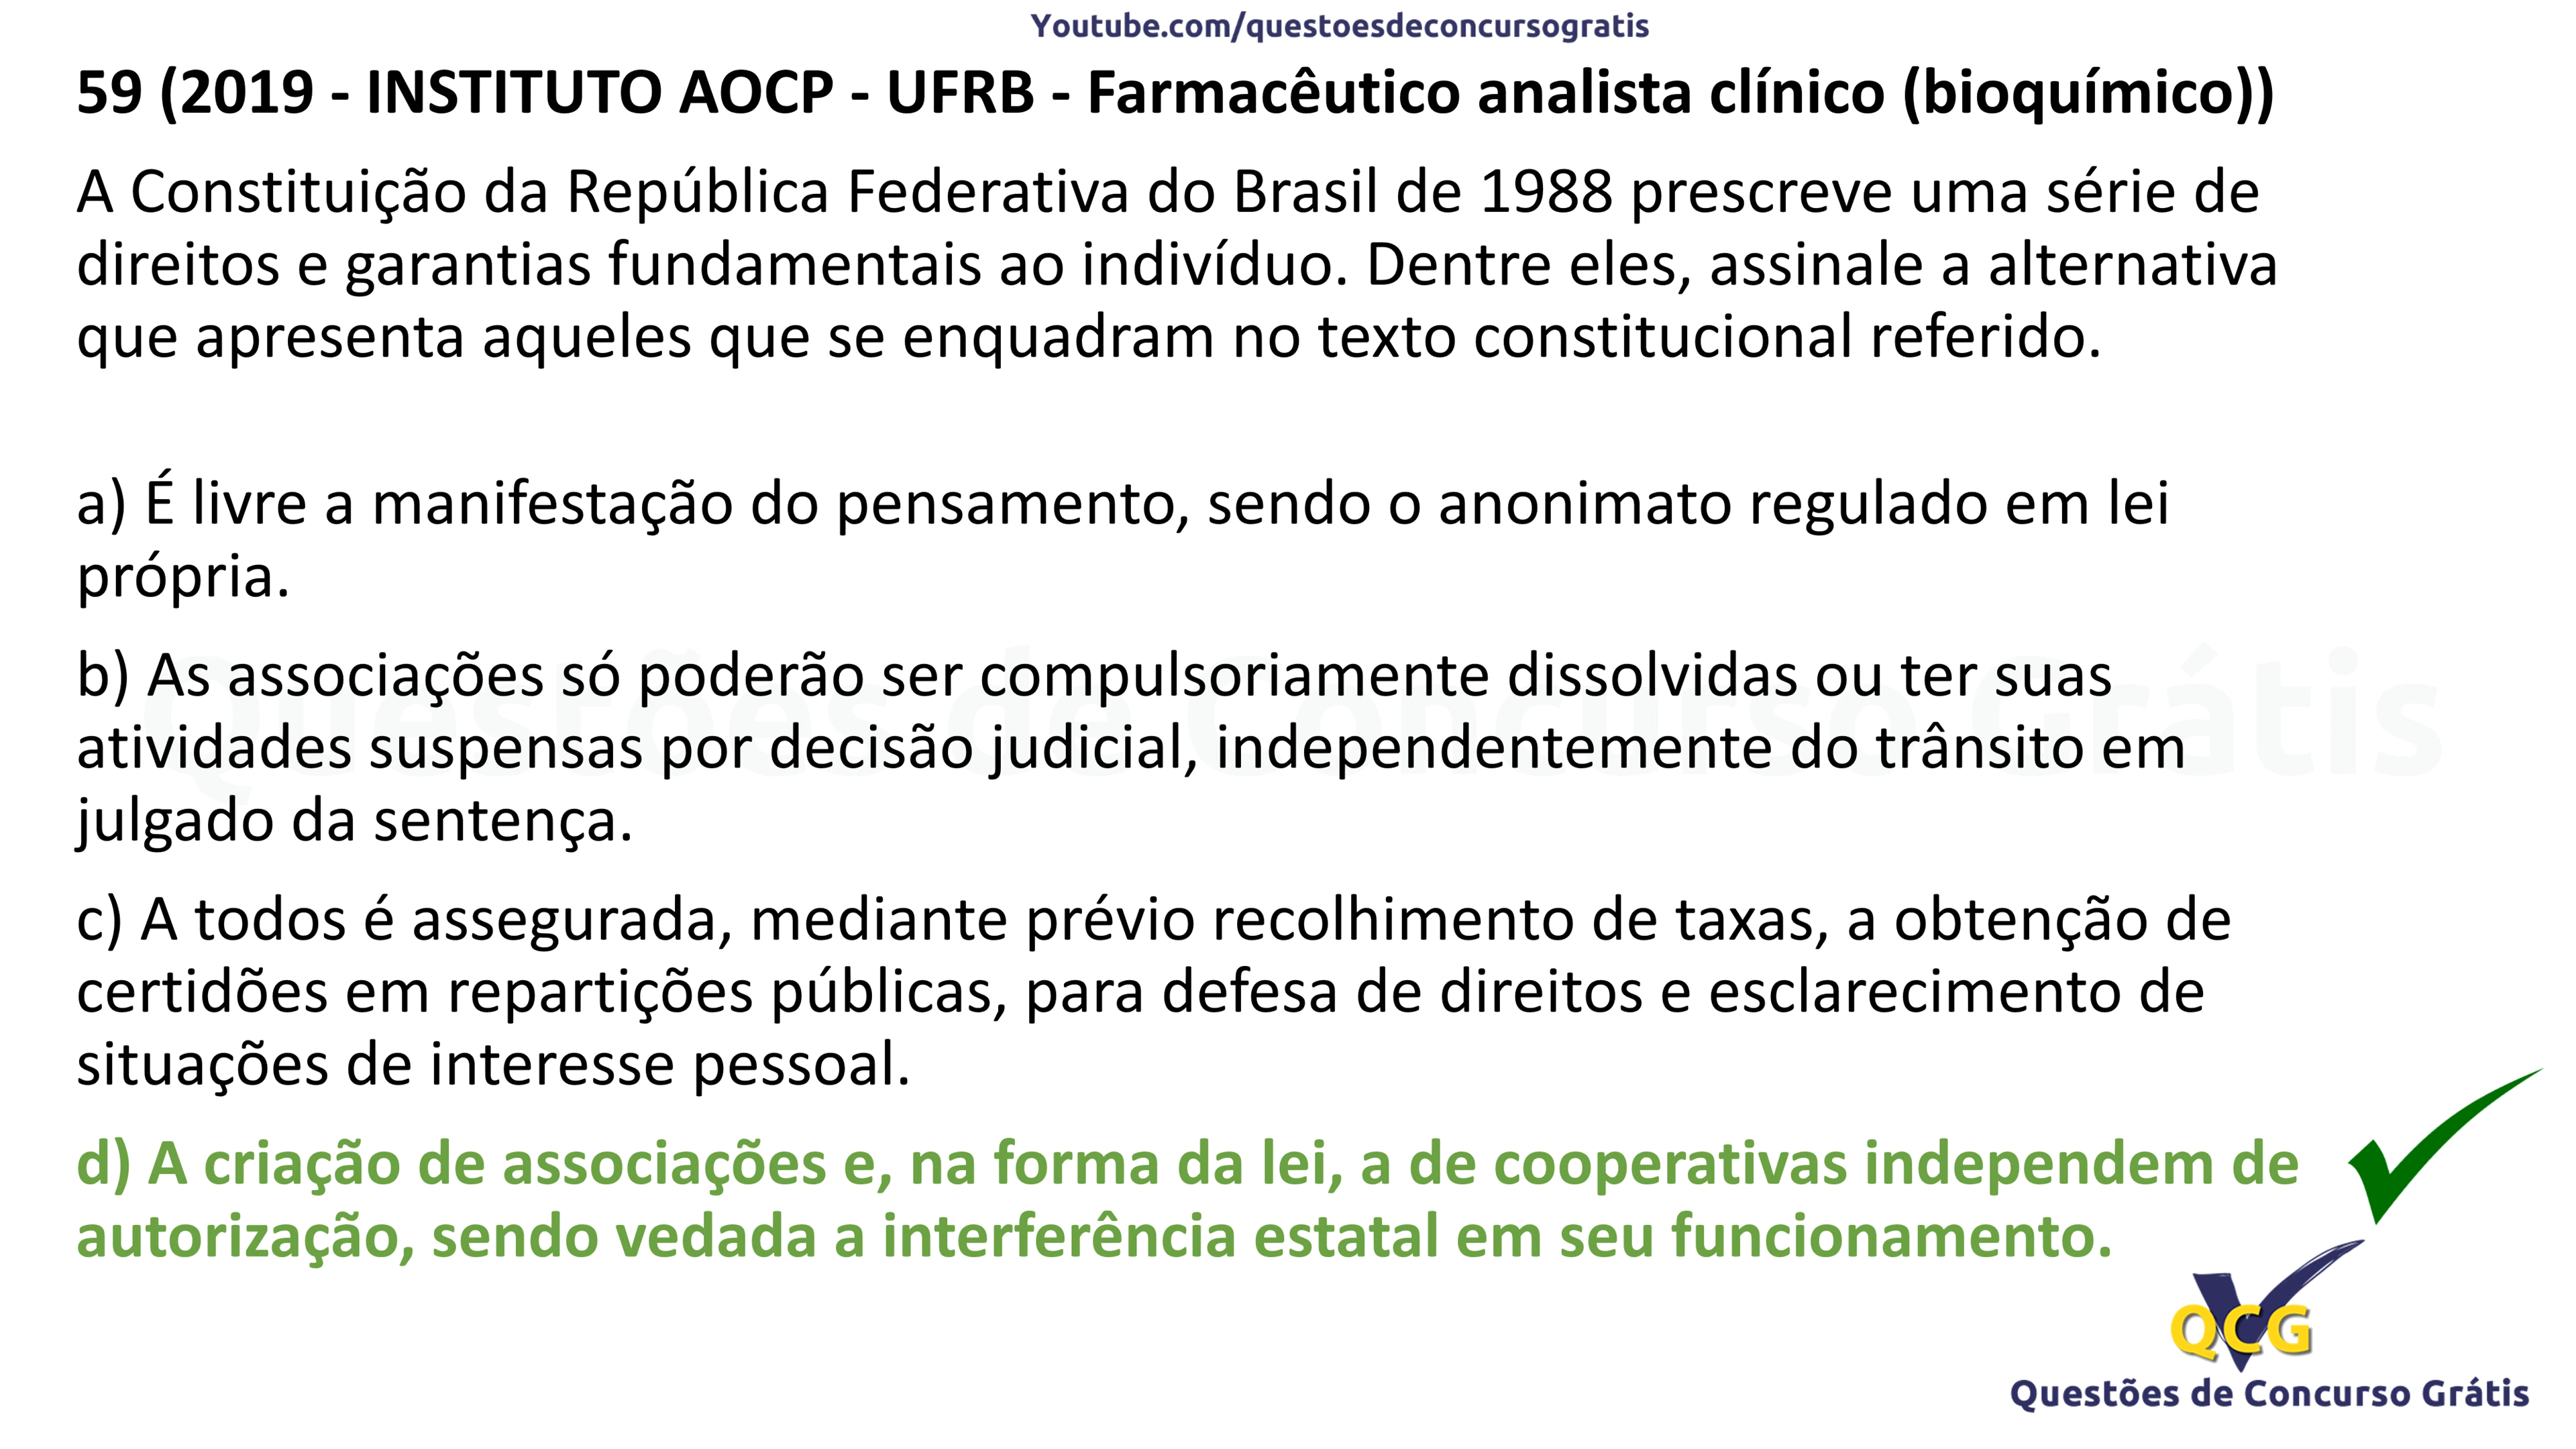 Youtube.com/questoesdeconcursogratis
59 (2019 - INSTITUTO AOCP - UFRB - Farmacêutico analista clínico (bioquímico))
A Constituição da República Federativa do Brasil de 1988 prescreve uma série de
direitos e garantias fundamentais ao indivíduo. Dentre eles, assinale a alternativa
que apresenta aqueles que se enquadram no texto constitucional referido.
a) É livre a manifestação do pensamento, sendo o anonimato regulado em lei
própria.
Questões de Concurso Grátis
b) As associações só poderão ser compulsoriamente dissolvidas ou ter suas
atividades suspensas por decisão judicial, independentemente do trânsito em
julgado da sentença.
c) A todos é assegurada, mediante prévio recolhimento de taxas, a obtenção de
certidões em repartições públicas, para defesa de direitos e esclarecimento de
situações de interesse pessoal.
d) A criação de associações e, na forma da lei, a de cooperativas independem de
autorização, sendo vedada a interferência estatal em seu funcionamento.
QCG
Questões de Concurso Grátis